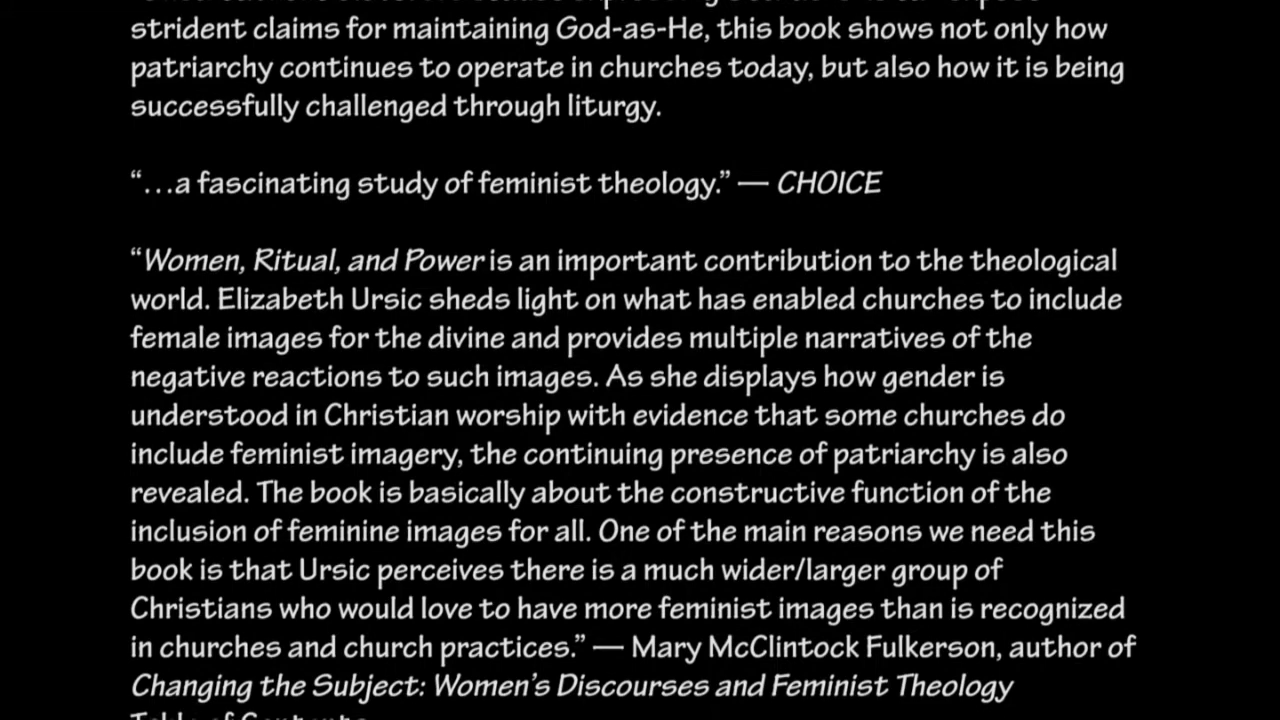 strident claims for maintaining God-as-He, this book shows not only how
patriarchy continues to operate in churches today, but also how it is being
successfully challenged through liturgy.
“…a fascinating study of feminist theology.” — CHOICE
“Women, Ritual, and Power is an important contribution to the theological
world. Elizabeth Ursic sheds light on what has enabled churches to include
female images for the divine and provides multiple narratives of the
negative reactions to such images. As she displays how gender is
understood in Christian worship with evidence that some churches do
include feminist imagery, the continuing presence of patriarchy is also
revealed. The book is basically about the constructive function of the
inclusion of feminine images for all. One of the main reasons we need this
book is that Ursic perceives there is a much wider/larger group of
Christians who would love to have more feminist images than is recognized
in churches and church practices.” — Mary McClintock Fulkerson, author of
Changing the Subject: Women’s Discourses and Feminist Theology
Table of Contents